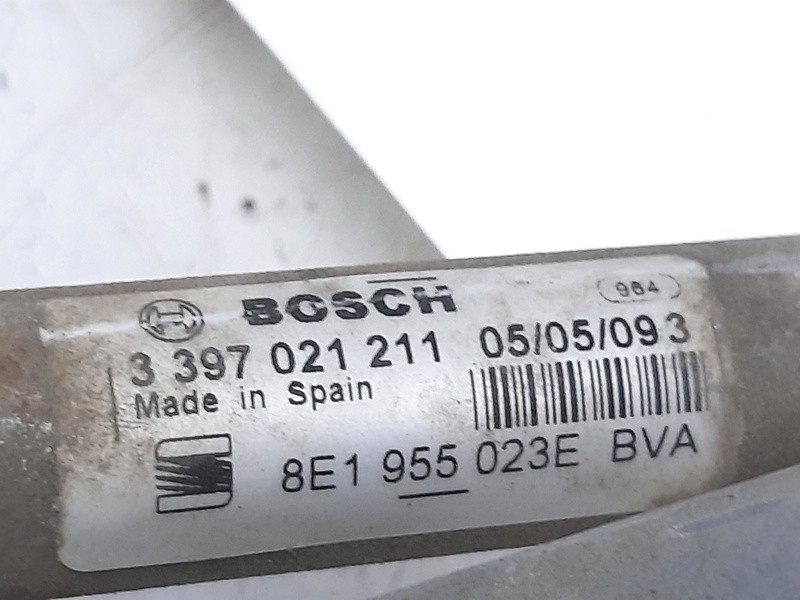 BOSCH
964
3 397 021 211 05/05/093
Made in Spain
8E1 955 023E BVA